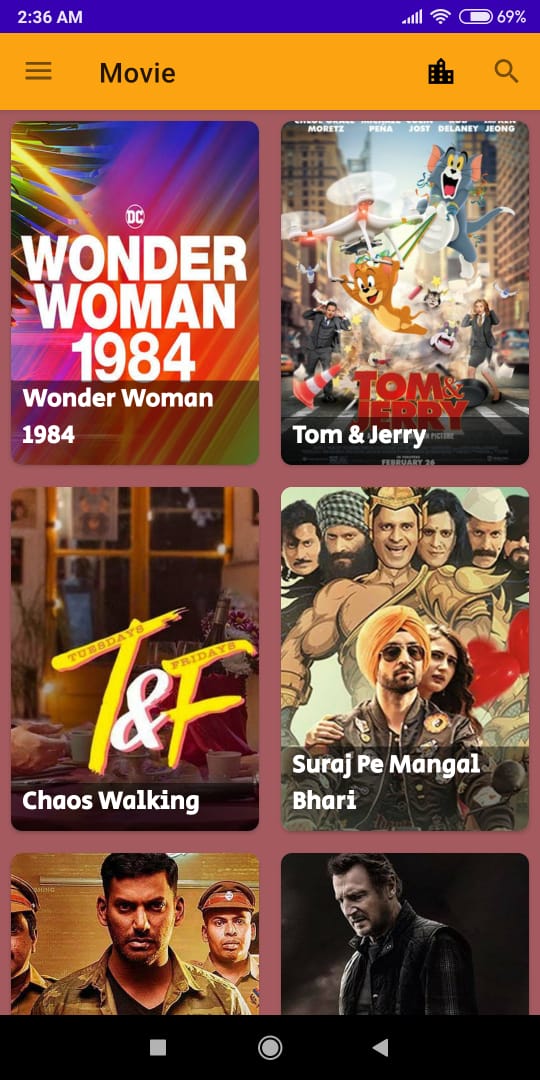 2:36 AM
69%
Movie
DC
WONDER
WOMAN
1984
Wonder Woman
1984
CHLOË GRACE MICHAEL COLIN ROB KEN
MORETZ PEÑA JOST DELANEY JEONG
TOM&
JERRY
PICTURE
Tom & Jerry
FEBRUARY 26
TUESDAYS
T&F
FRIDAYS
Chaos Walking
Suraj Pe Mangal
Bhari